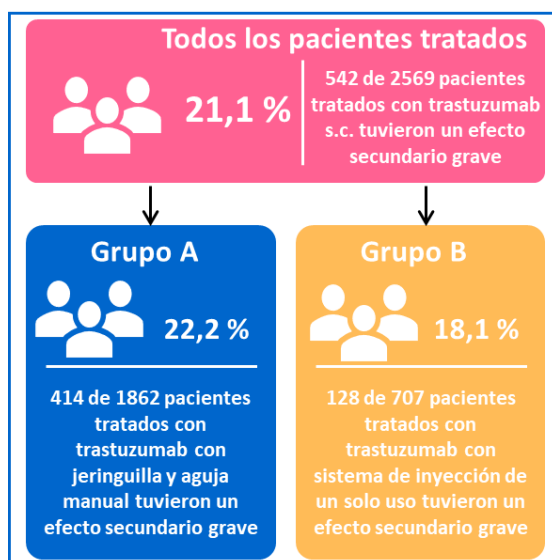 Todos los pacientes tratados
21,1 %
542 de 2569 pacientes
tratados con trastuzumab
s.c. tuvieron un efecto
secundario grave
Grupo A
22,2 %
414 de 1862 pacientes
tratados con
trastuzumab con
jeringuilla y aguja
manual tuvieron un
efecto secundario grave
Grupo B
18,1 %
128 de 707 pacientes
tratados con
trastuzumab con
sistema de inyección de
un solo uso tuvieron un
efecto secundario grave